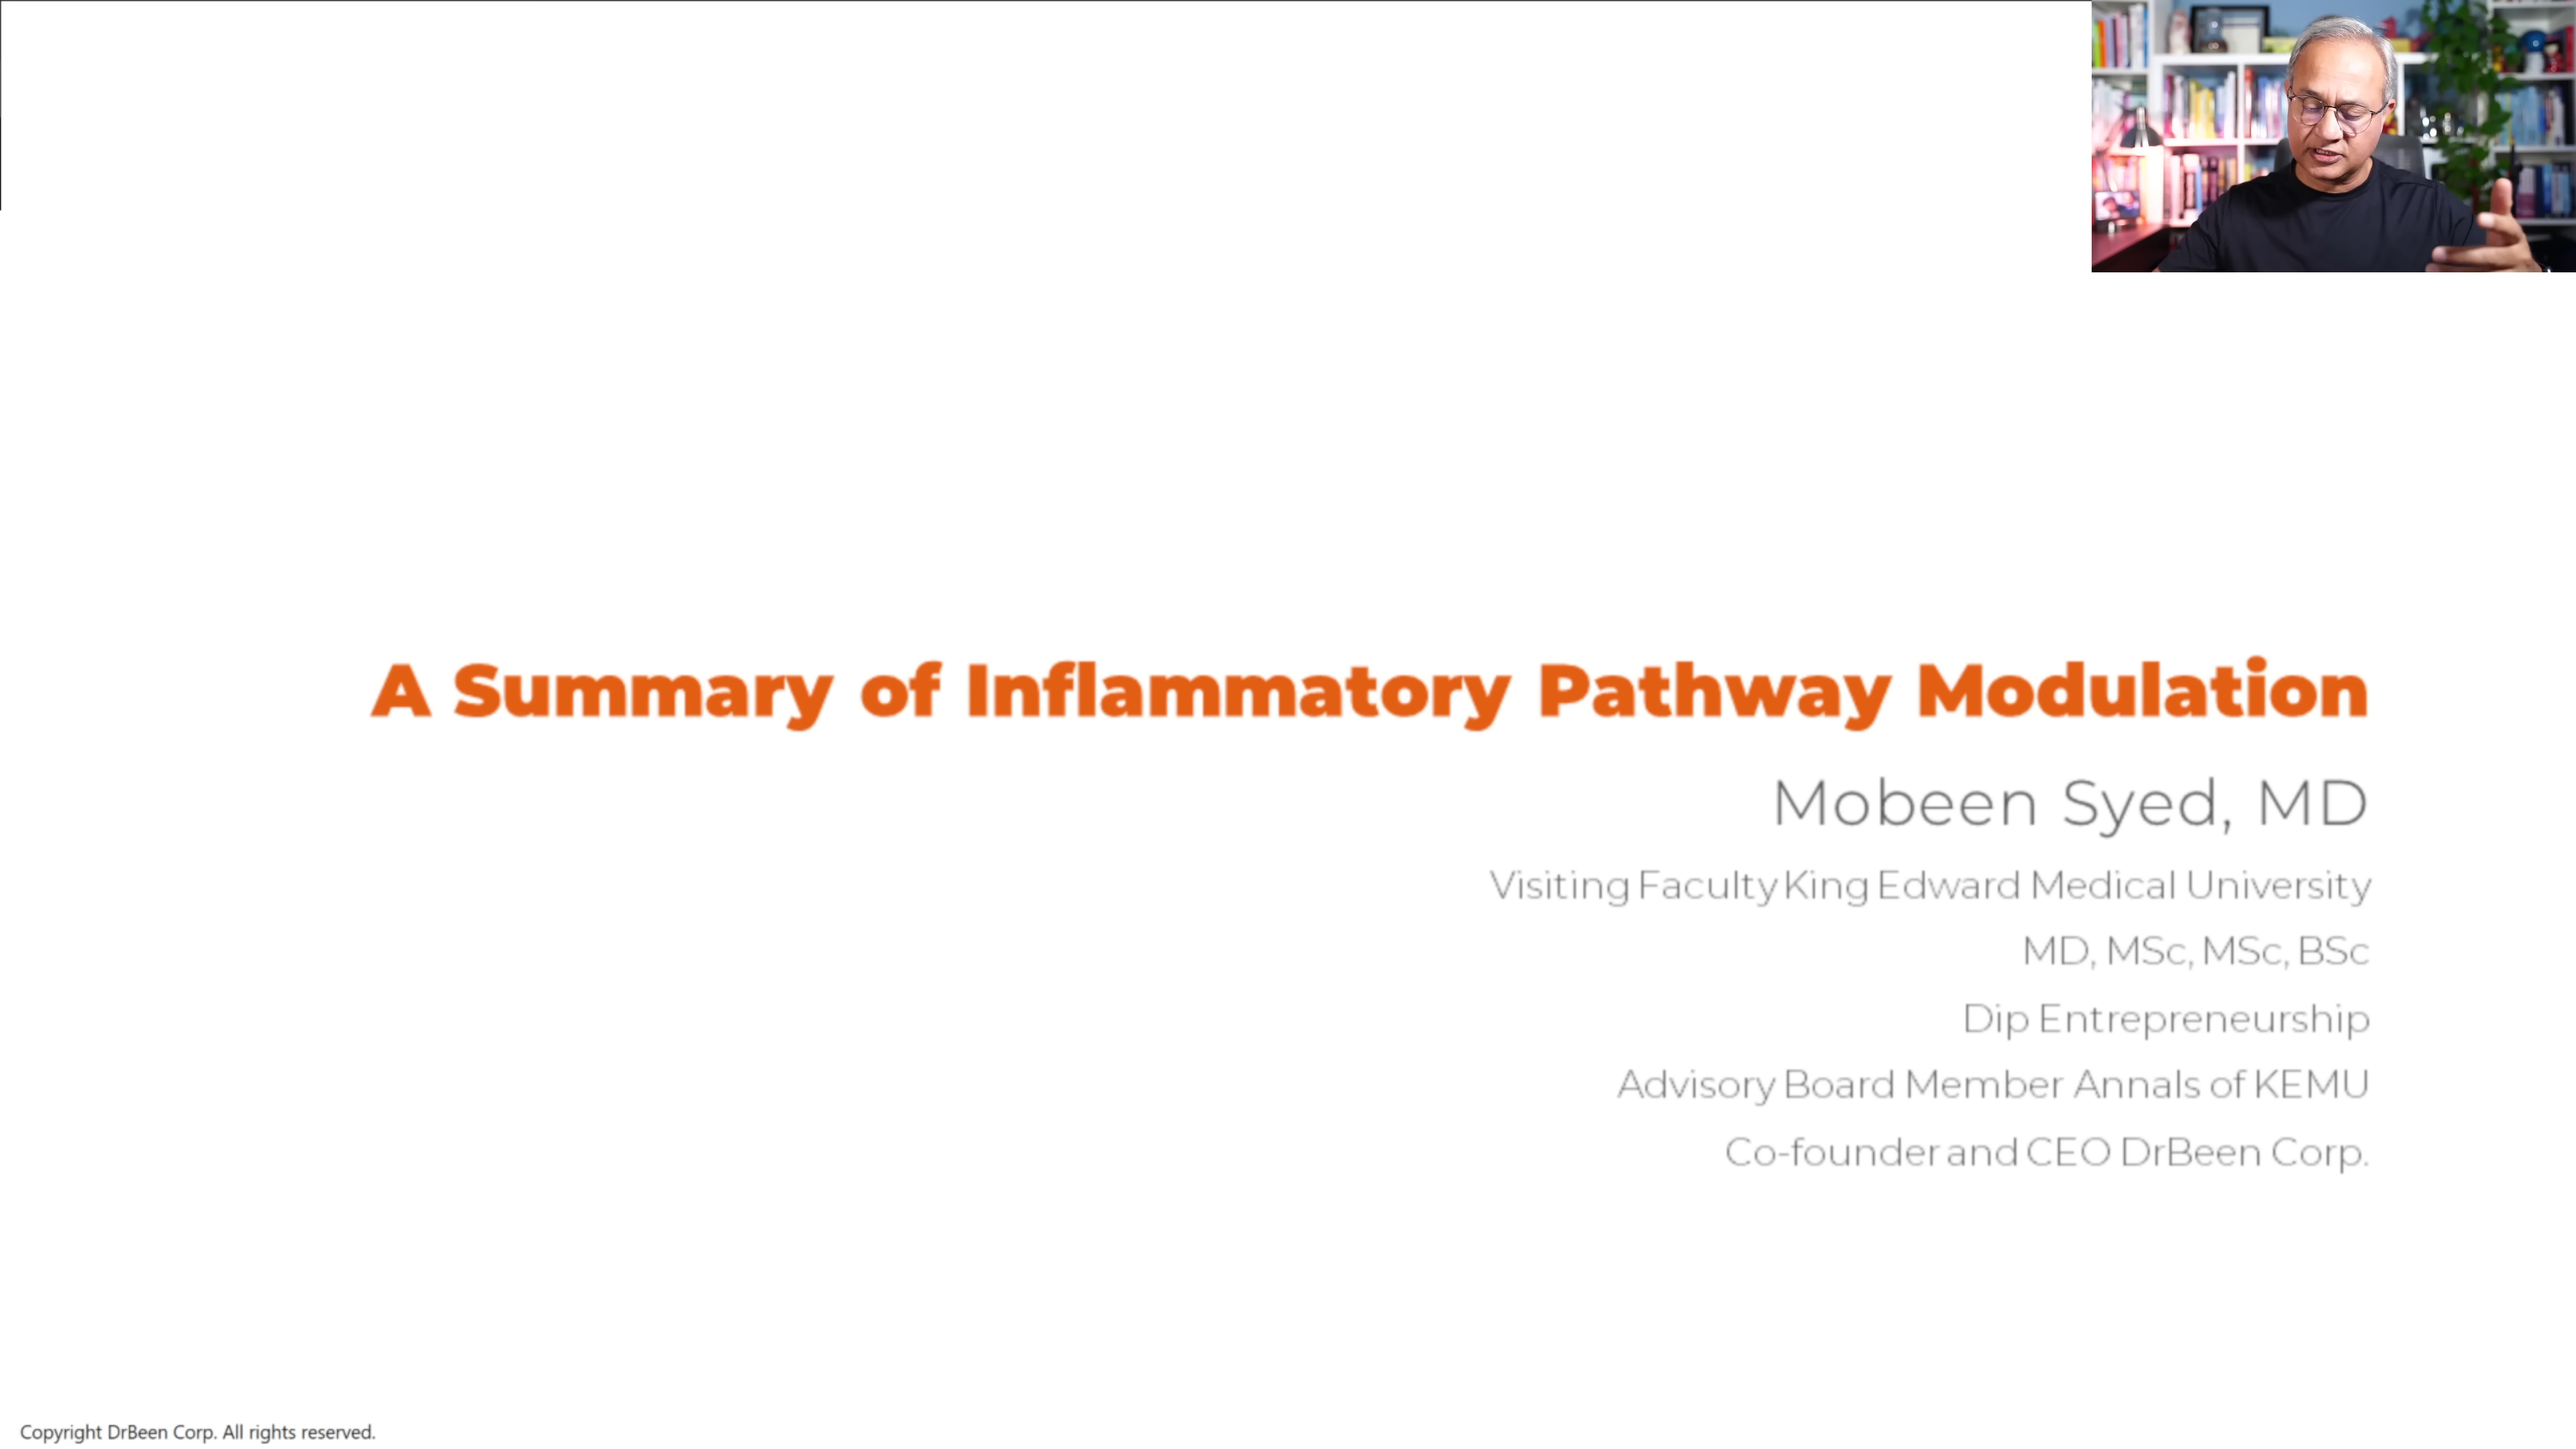 A Summary of Inflammatory Pathway Modulation
Mobeen Syed, MD
Visiting Faculty King Edward Medical University
MD, MSc, MSc, BSc
Dip Entrepreneurship
Advisory Board Member Annals of KEMU
Co-founder and CEO DrBeen Corp.
Copyright DrBeen Corp. All rights reserved.